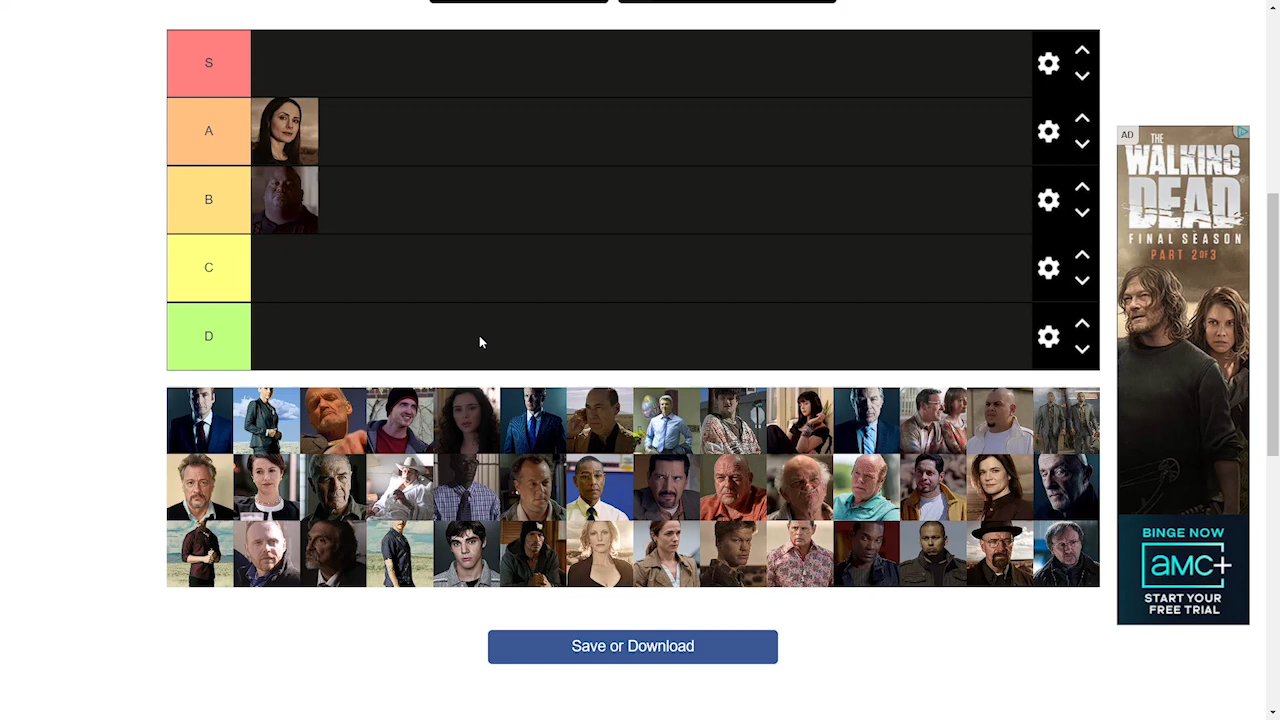 S
A
B
C
D
AD
THE
WALKING
DEAD
FINAL SEASON
PART 2 OF 3
BINGE NOW
aMC+
START YOUR
FREE TRIAL
Save or Download